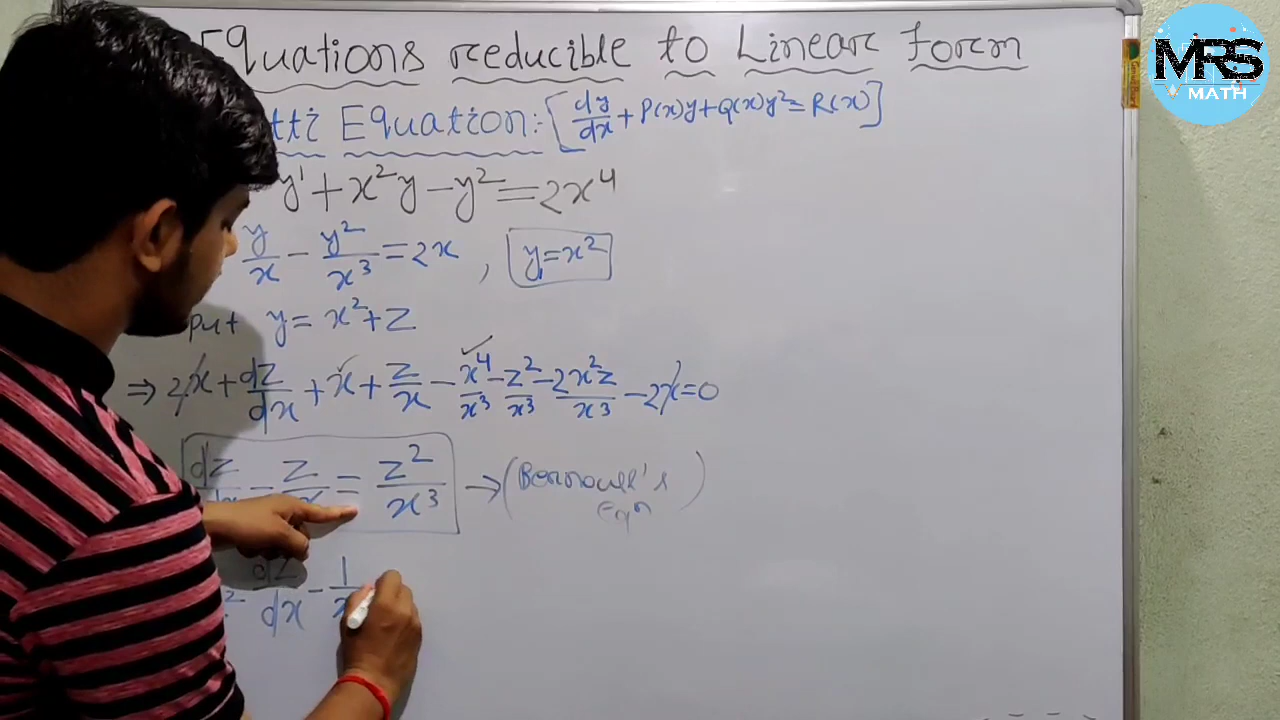 Equations reducible to Linear form
MRS
MATH
tti Equation:- [dy/dx + P(x)y + Q(x)y² = R(x)]
y' + x²y - y² = 2x⁴
y/x - y²/x³ = 2x , y=x²
put y = x² + z
⇒ 2x + dz/dx + x + z/x - x⁴/x³ - z²/x³ - 2x²z/x³ - 2x = 0
dz/dx - z/x = z²/x³ → (
Eqn)
dz/dx - 1/x